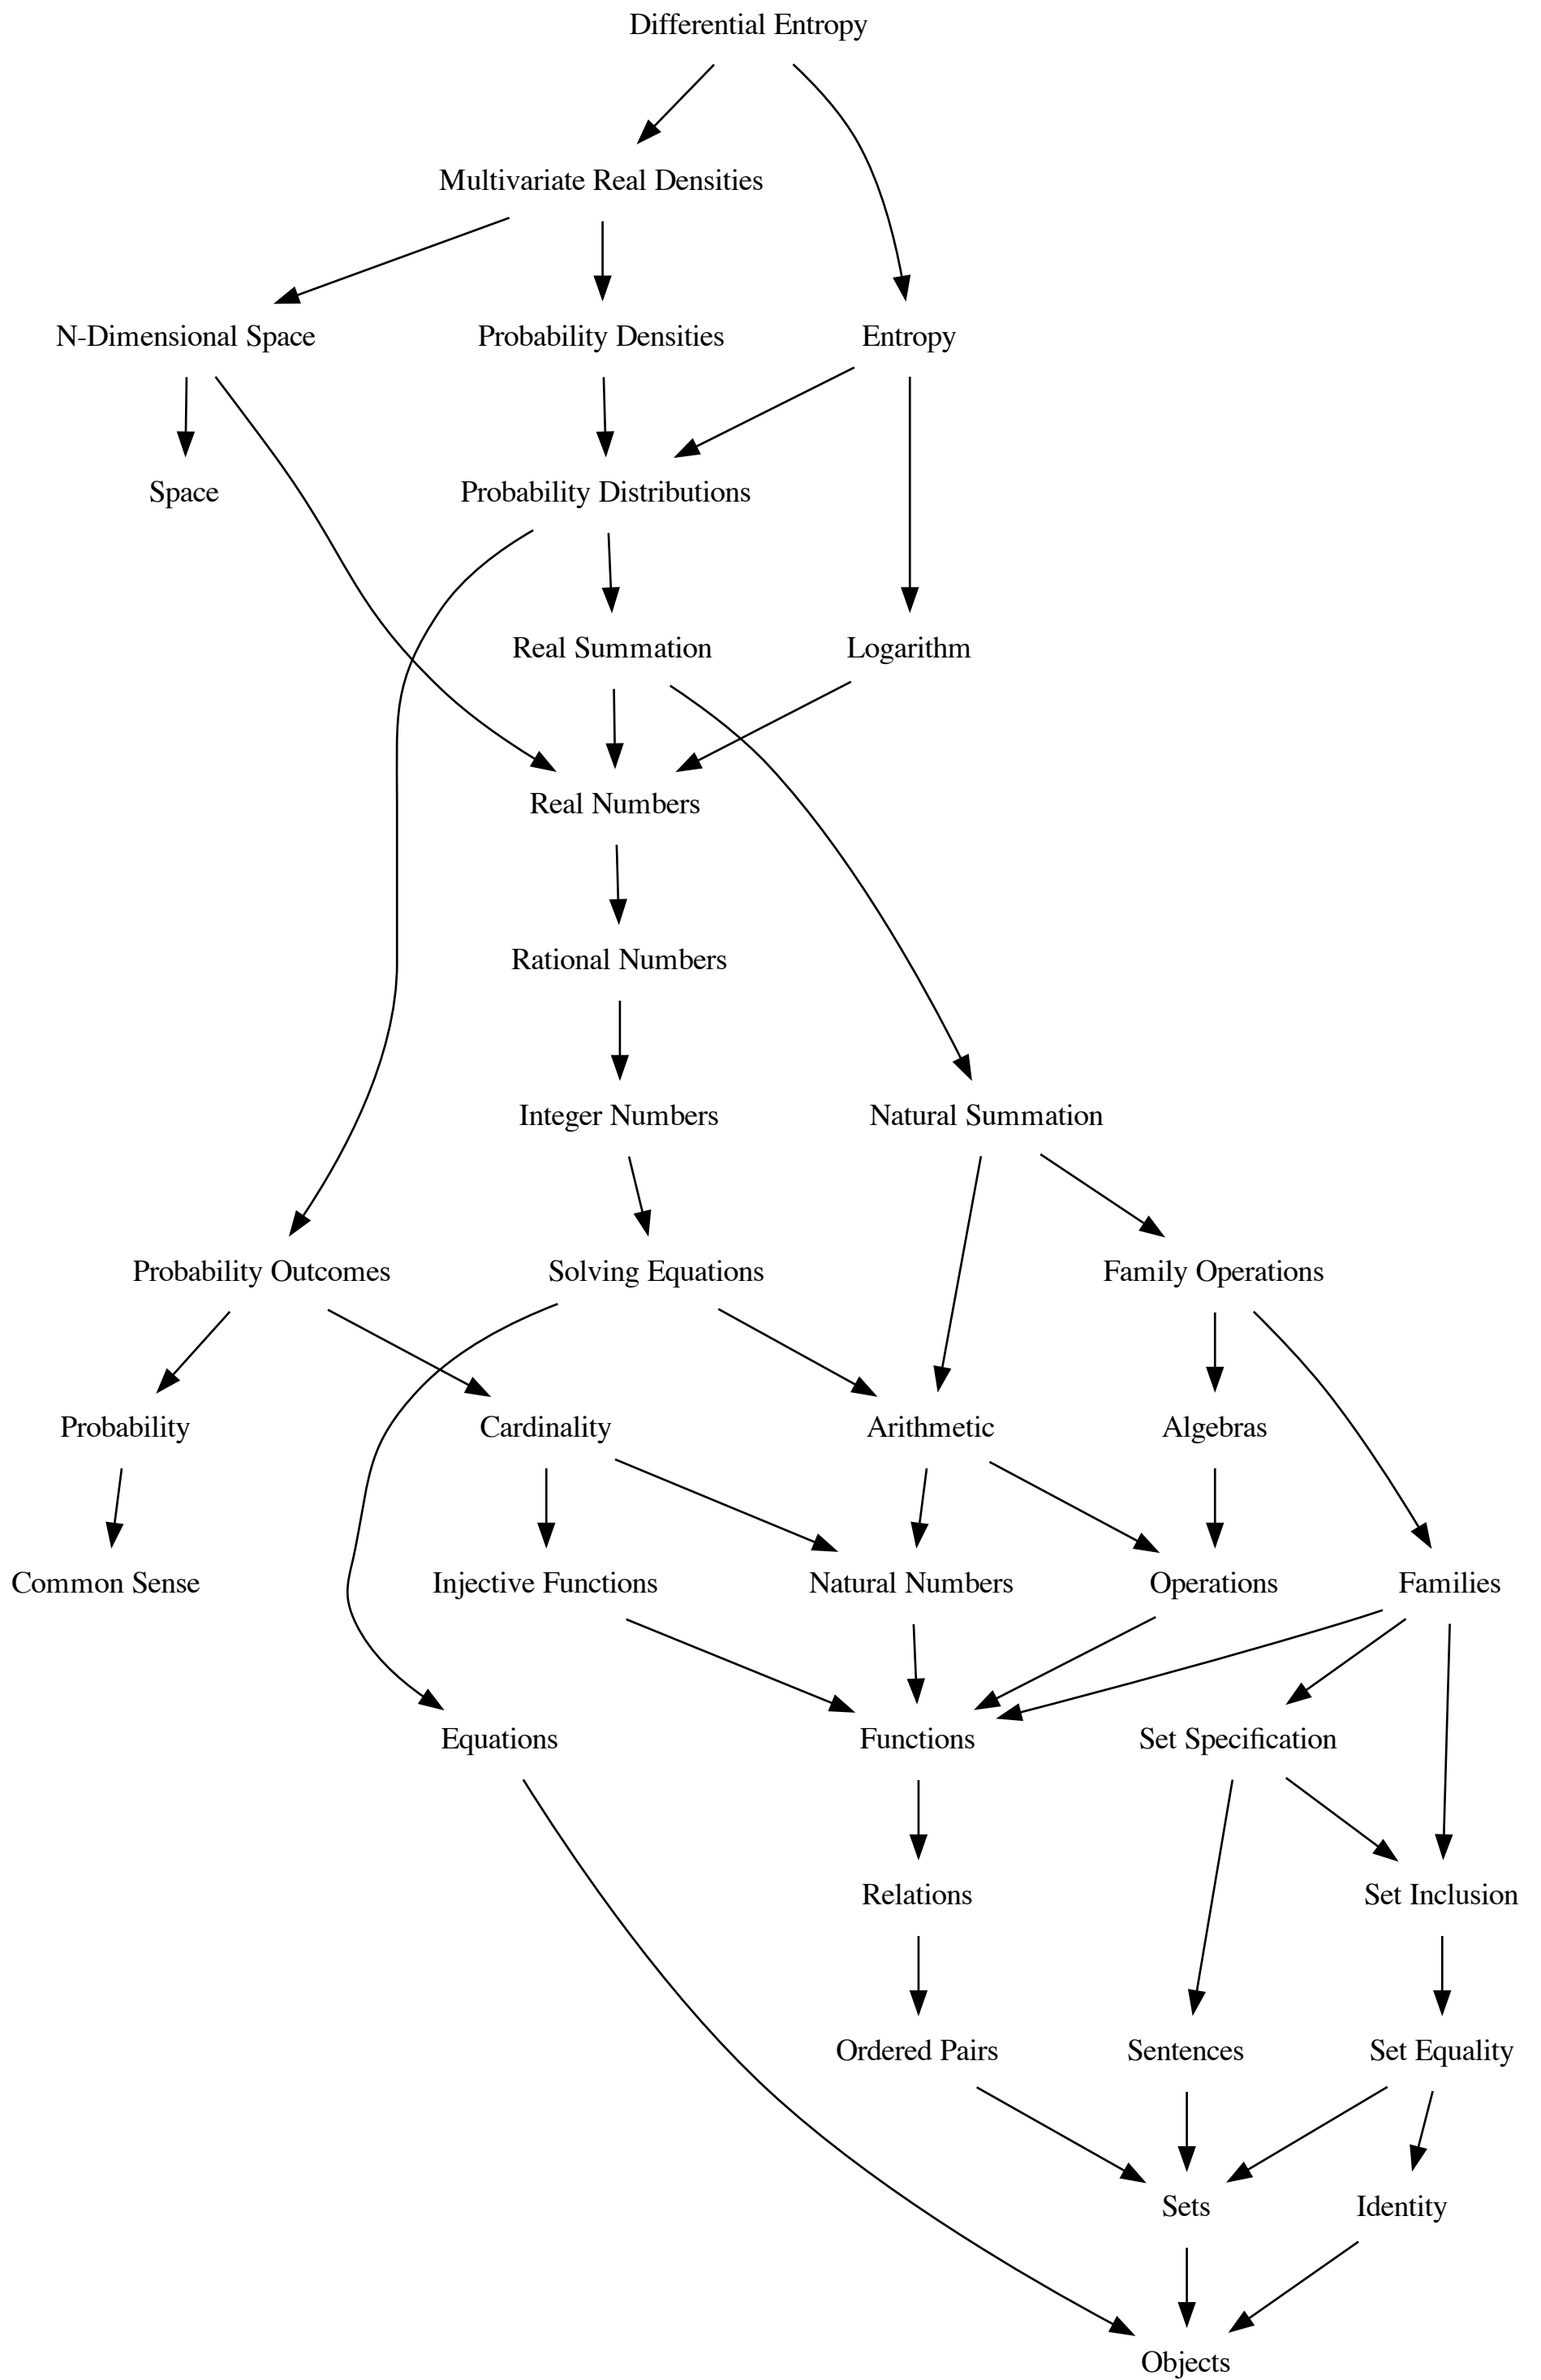 Differential Entropy
Multivariate Real Densities
N-Dimensional Space
Probability Densities
Entropy
Space
Probability Distributions
Real Summation
Logarithm
Real Numbers
Rational Numbers
Integer Numbers
Natural Summation
Probability Outcomes
Solving Equations
Family Operations
Probability
Cardinality
Arithmetic
Algebras
Common Sense
Injective Functions
Natural Numbers
Operations
Families
Equations
Functions
Set Specification
Relations
Set Inclusion
Ordered Pairs
Sentences
Set Equality
Sets
Identity
Objects